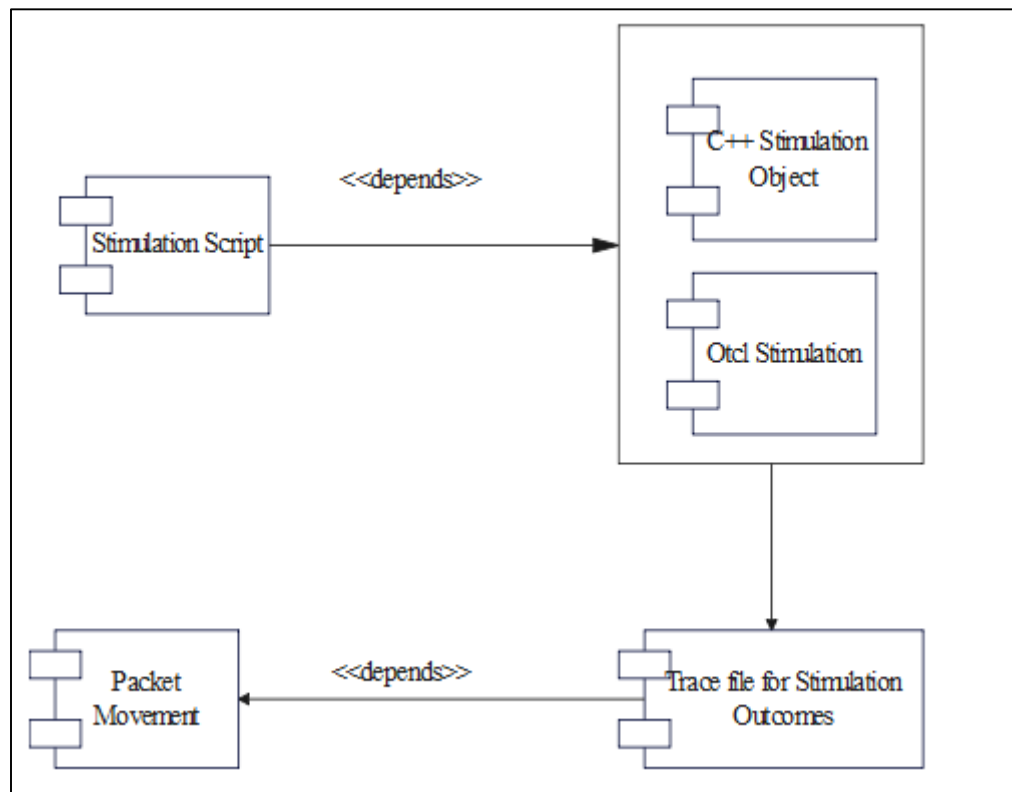 <<depends>>
Stimulation Script
C++ Stimulation
Object
Otcl Stimulation
<<depends>>
Packet
Movement
Trace file for Stimulation
Outcomes